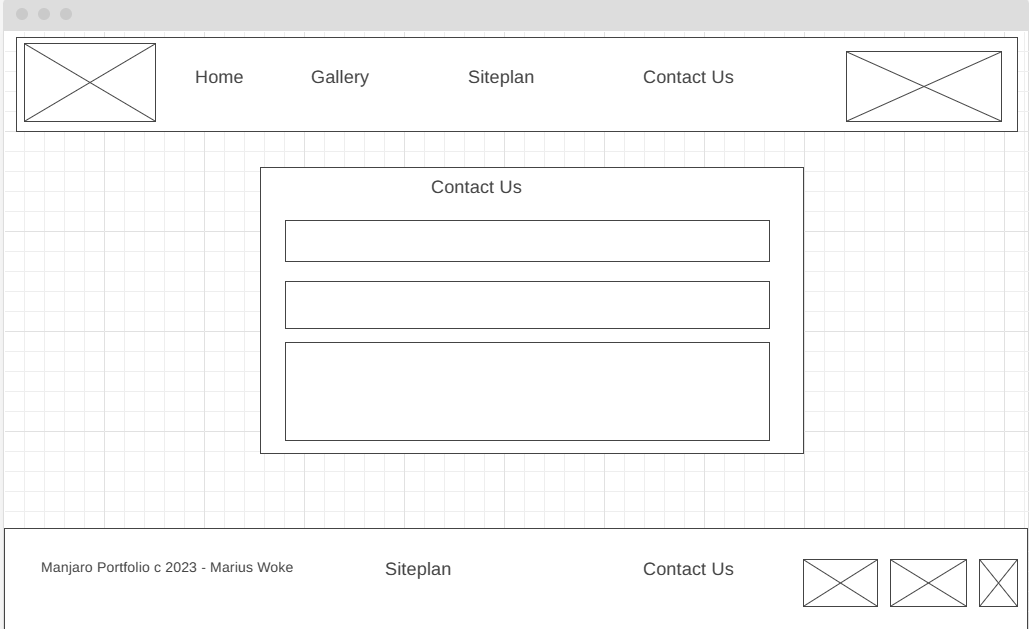 Home
Gallery
Siteplan
Contact Us
Contact Us
Manjaro Portfolio c 2023 - Marius Woke
Siteplan
Contact Us